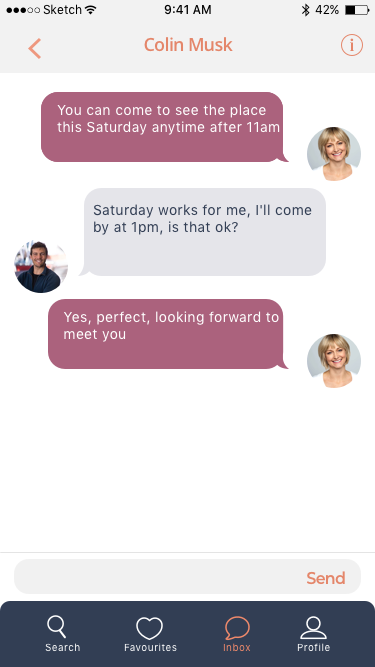 Sketch 9:41 AM 42%
Colin Musk
You can come to see the place
this Saturday anytime after 11am
Saturday works for me, I'll come
by at 1pm, is that ok?
Yes, perfect, looking forward to
meet you
Send
Search Favourites Inbox Profile